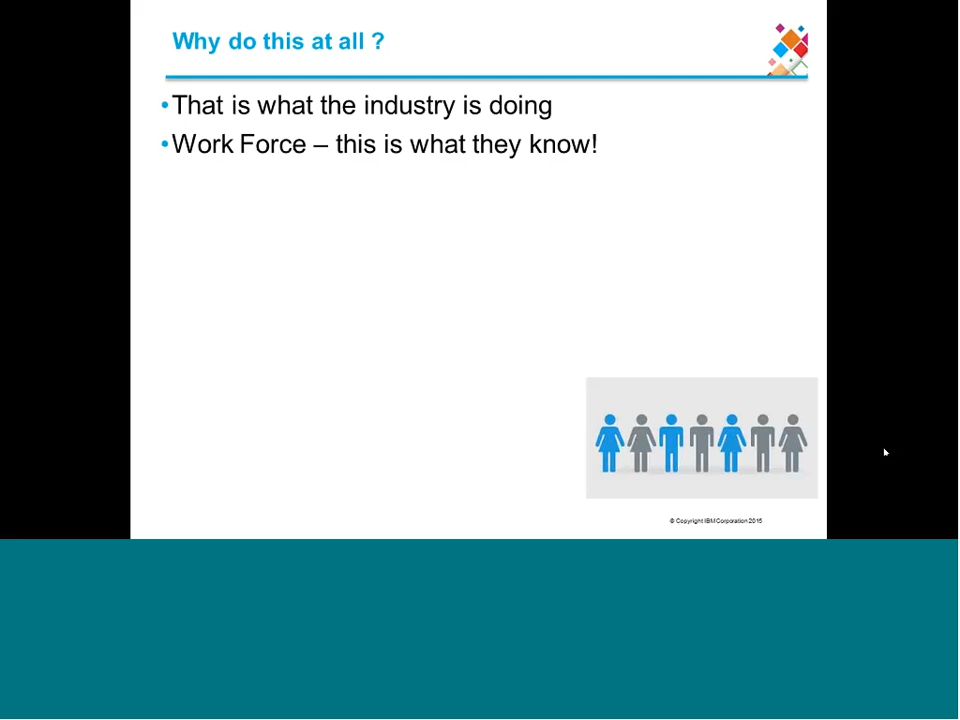 Why do this at all ?
•That is what the industry is doing
•Work Force – this is what they know!
© Copyright IBM Corporation 2015